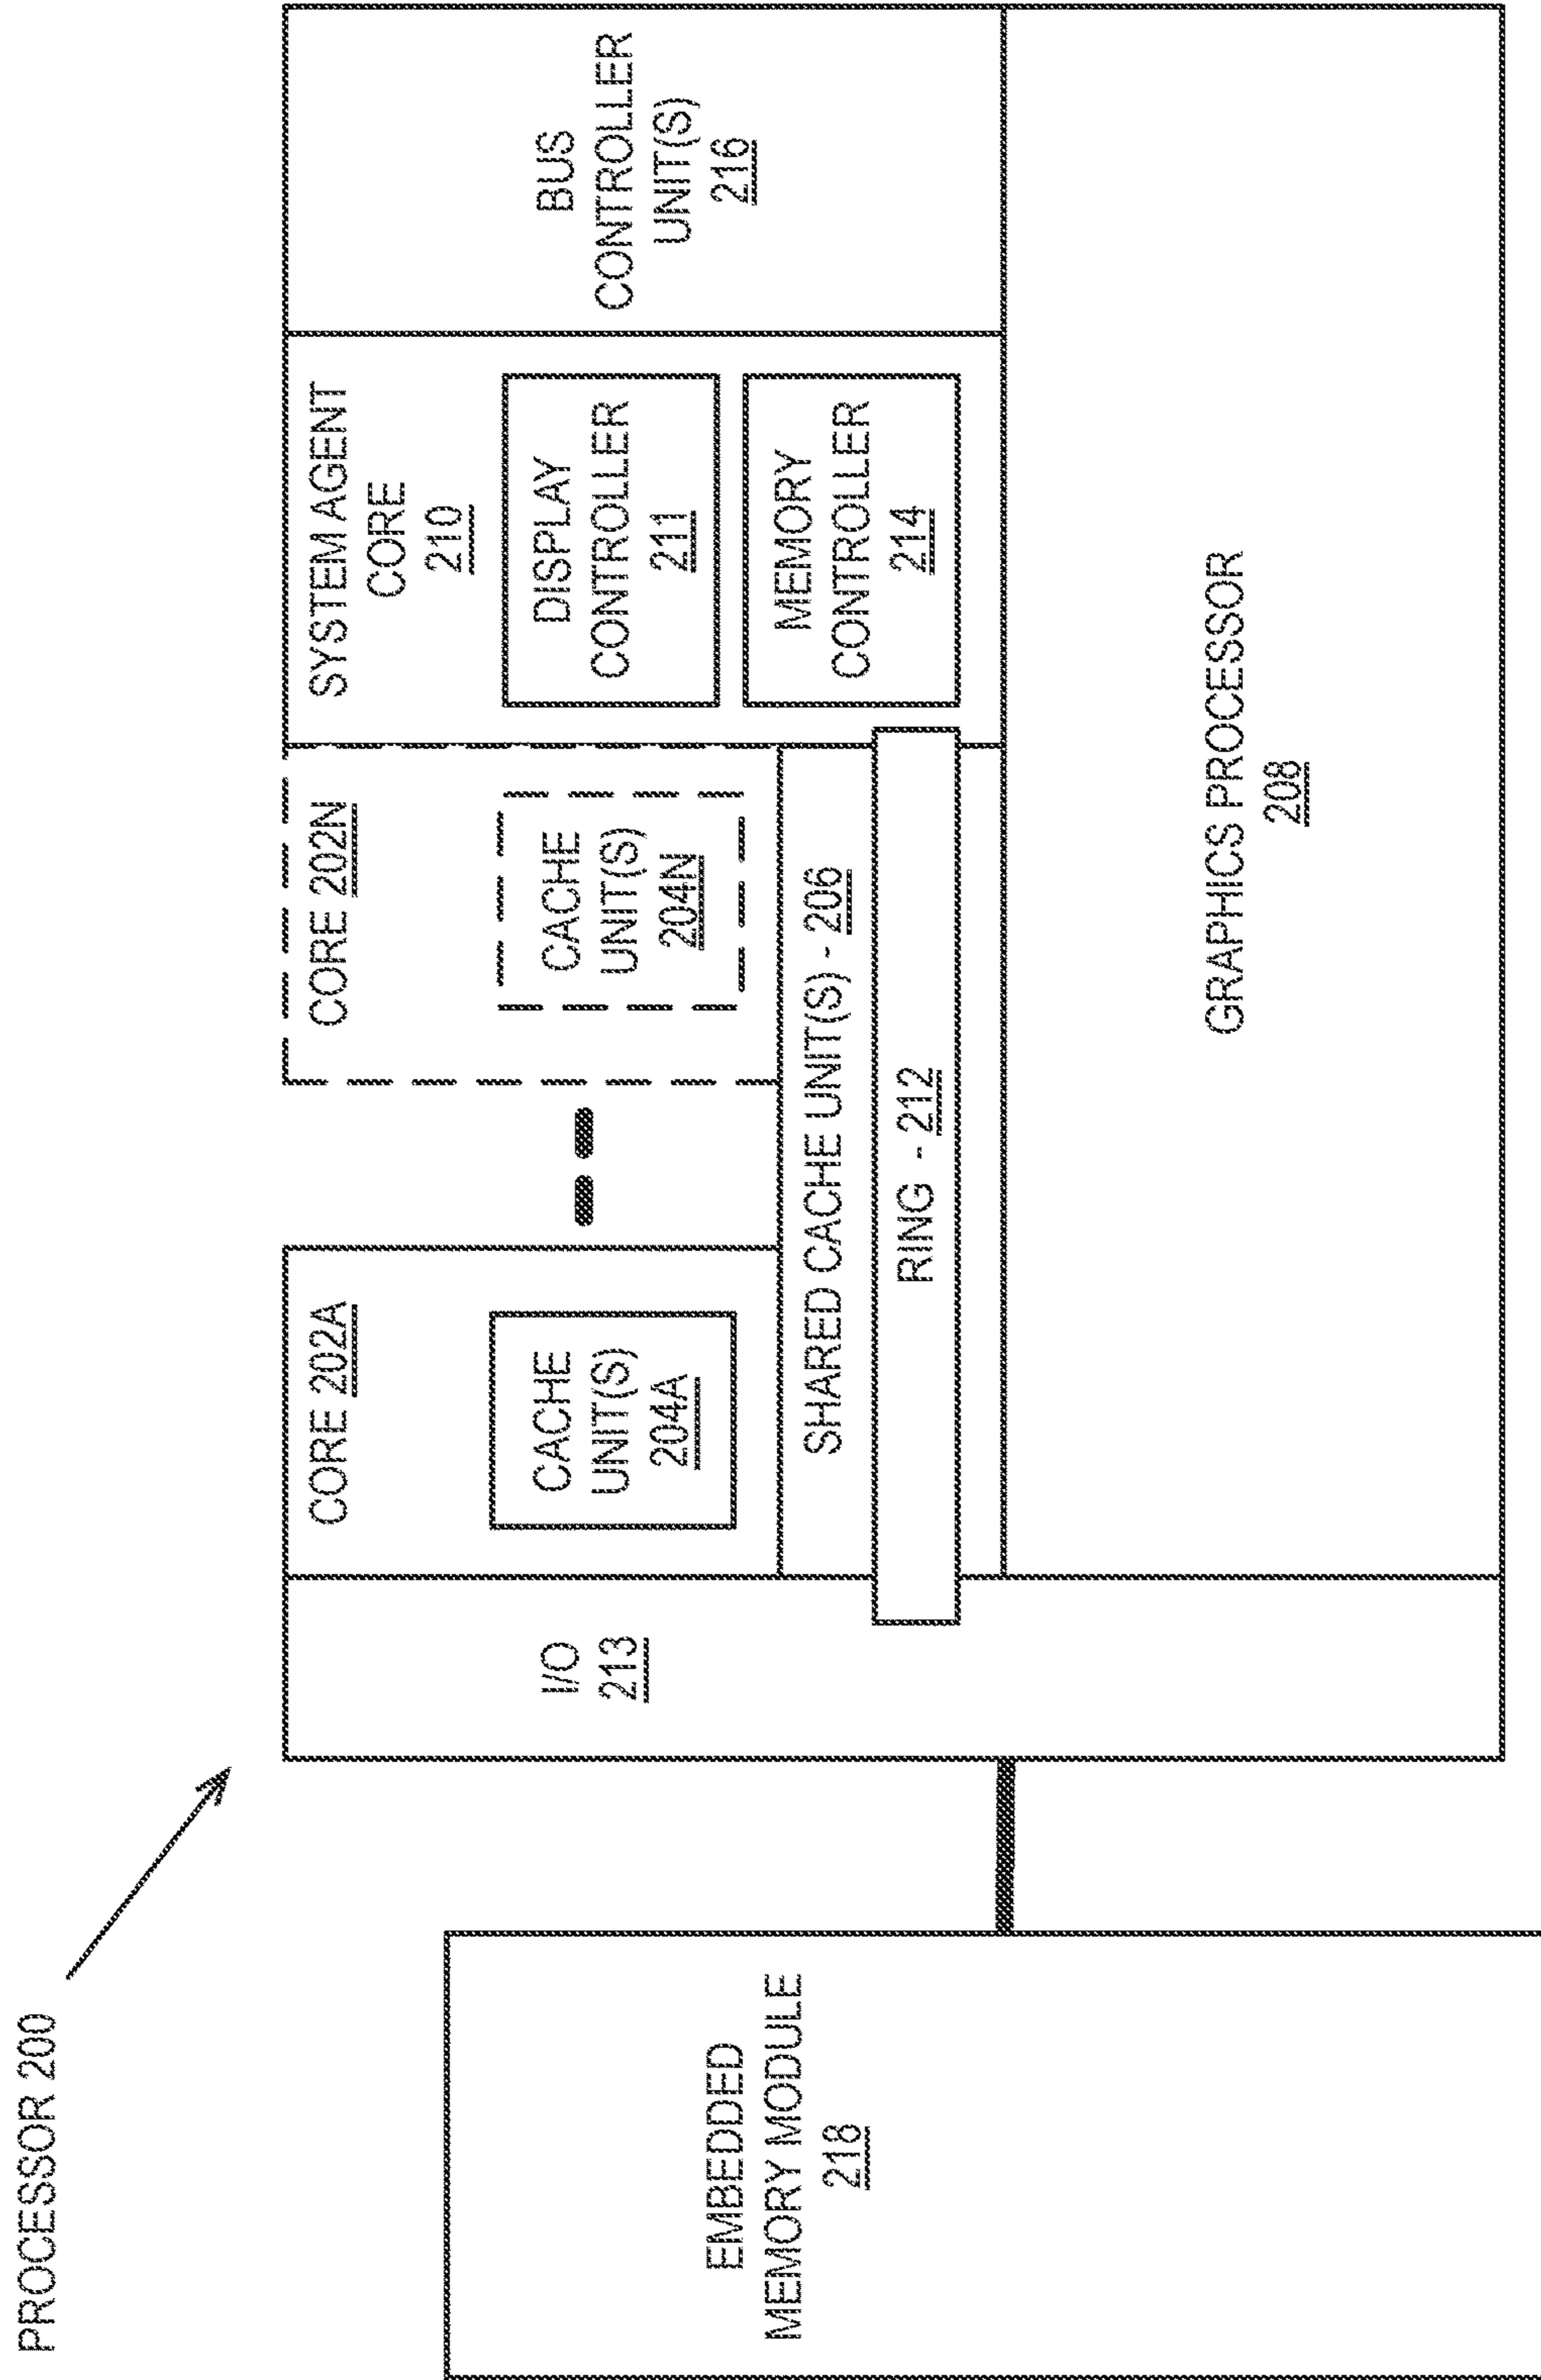 PROCESSOR 200
EMBEDDED
MEMORY MODULE
218
I/O
213
CORE 202A
CACHE
UNIT(S)
204A
CORE 202N
CACHE
UNIT(S)
204N
SHARED CACHE UNIT(S) - 206
RING - 212
SYSTEM AGENT
CORE
210
DISPLAY
CONTROLLER
211
MEMORY
CONTROLLER
214
BUS
CONTROLLER
UNIT(S)
216
GRAPHICS PROCESSOR
208